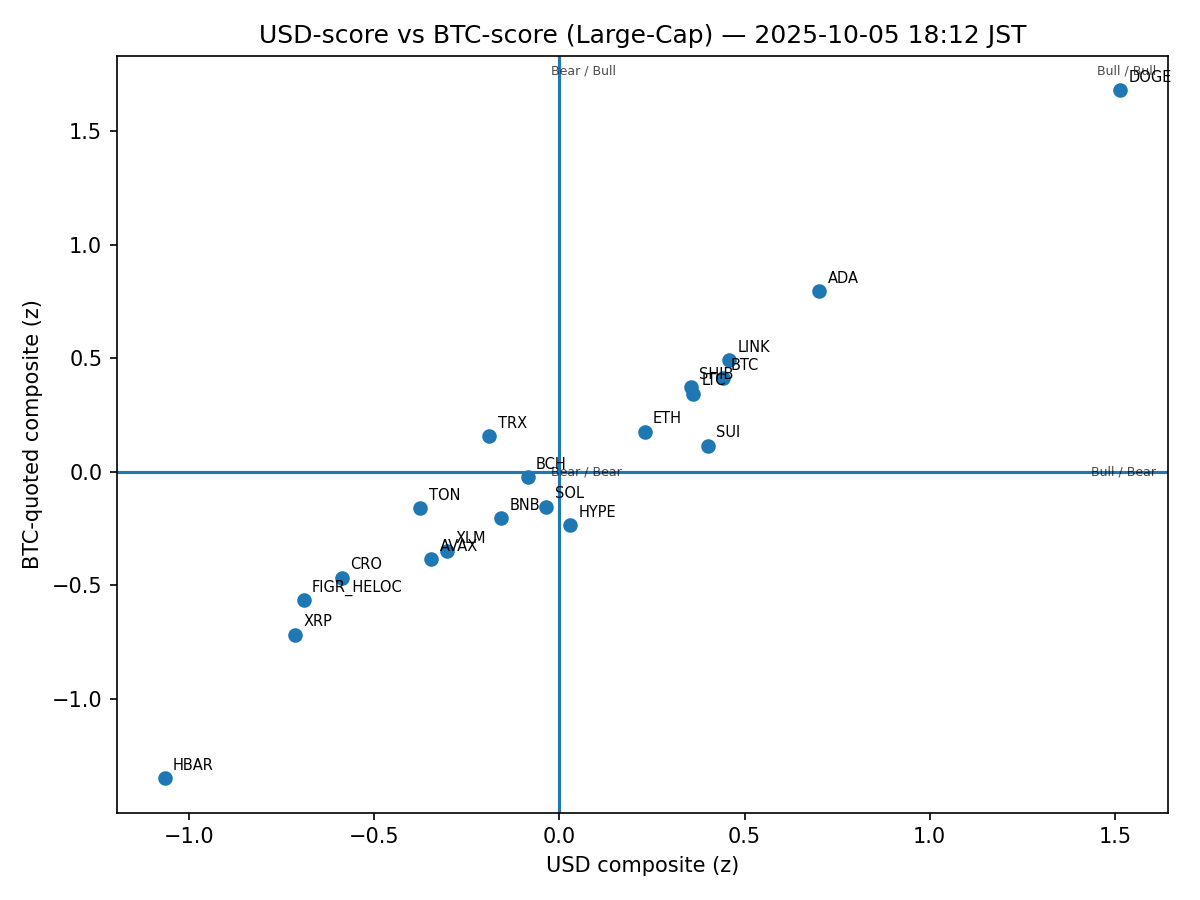 USD-score vs BTC-score (Large-Cap) — 2025-10-05 18:12 JST
Bear / Bull
Bull / Bull
DOGE
1.5
1.0
ADA
LINK
BTC
0.5
SHIB
LTC
ETH
TRX
SUI
BCH
0.0
Bear / Bear
Bull / Bear
SOL
TON
BNB
HYPE
XLM
AVAX
CRO
−0.5
FIGR_HELOC
XRP
−1.0
HBAR
BTC-quoted composite (z)
−1.0
−0.5
0.0
0.5
1.0
1.5
USD composite (z)